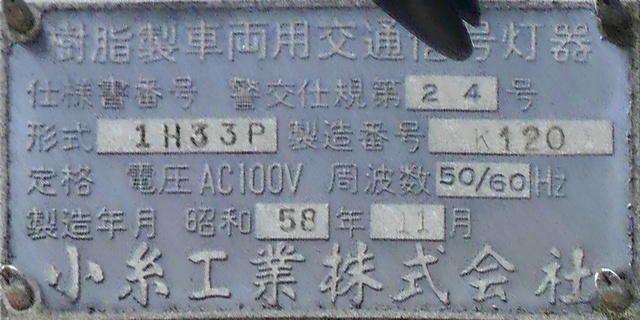 樹脂製車両用交通信号灯器
仕様書番号 警交仕規第 24 号
形式 1H33P 製造番号 K120
定格 電圧AC100V 周波数 50/60 Hz
製造年月 昭和 58 年 11 月
小糸工業株式会社